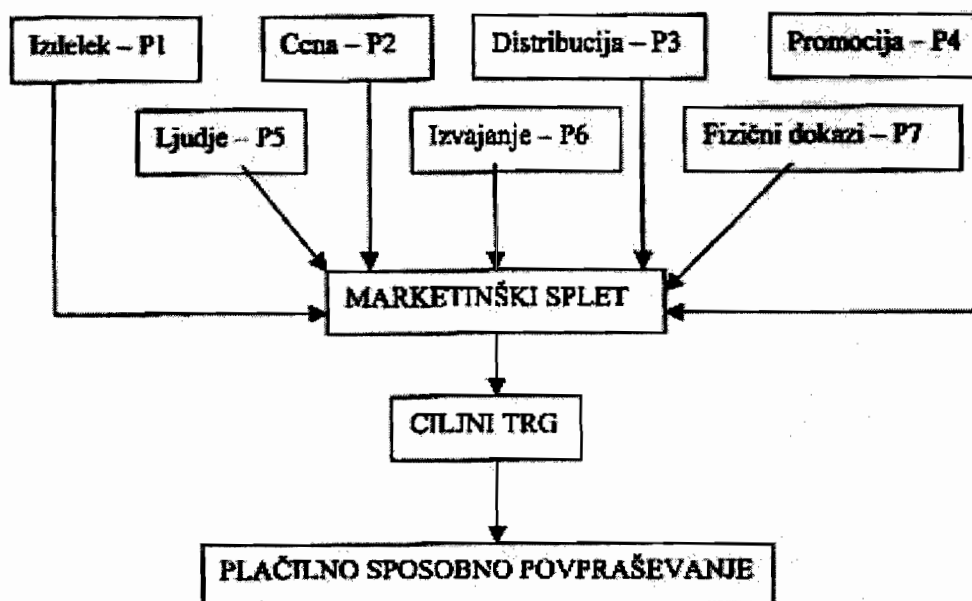 Izdelek – P1
Cena – P2
Distribucija – P3
Promocija – P4
Ljudje – P5
Izvajanje – P6
Fizični dokazi – P7
MARKETINŠKI SPLET
CILJNI TRG
PLAČILNO SPOSOBNO POVPRAŠEVANJE